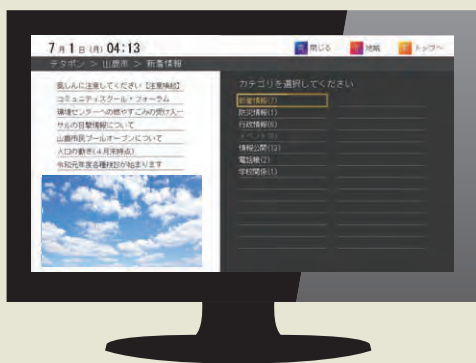 7月1日(月) 04:13
青 閉じる
赤 地域
黄 トップへ
データポン > 山鹿市 > 新着情報
風しんに注意してください【注意喚起】
コミュニティスクール・フォーラム
環境センターへの燃やすごみの受け入…
サルの目撃情報について
山鹿市民プールオープンについて
人口の動き(4月末時点)
令和元年度各種検診が始まります
カテゴリを選択してください
新着情報(7)
防災情報(1)
行政情報(6)
イベント(0)
情報公開(13)
電話帳(2)
学校関係(1)